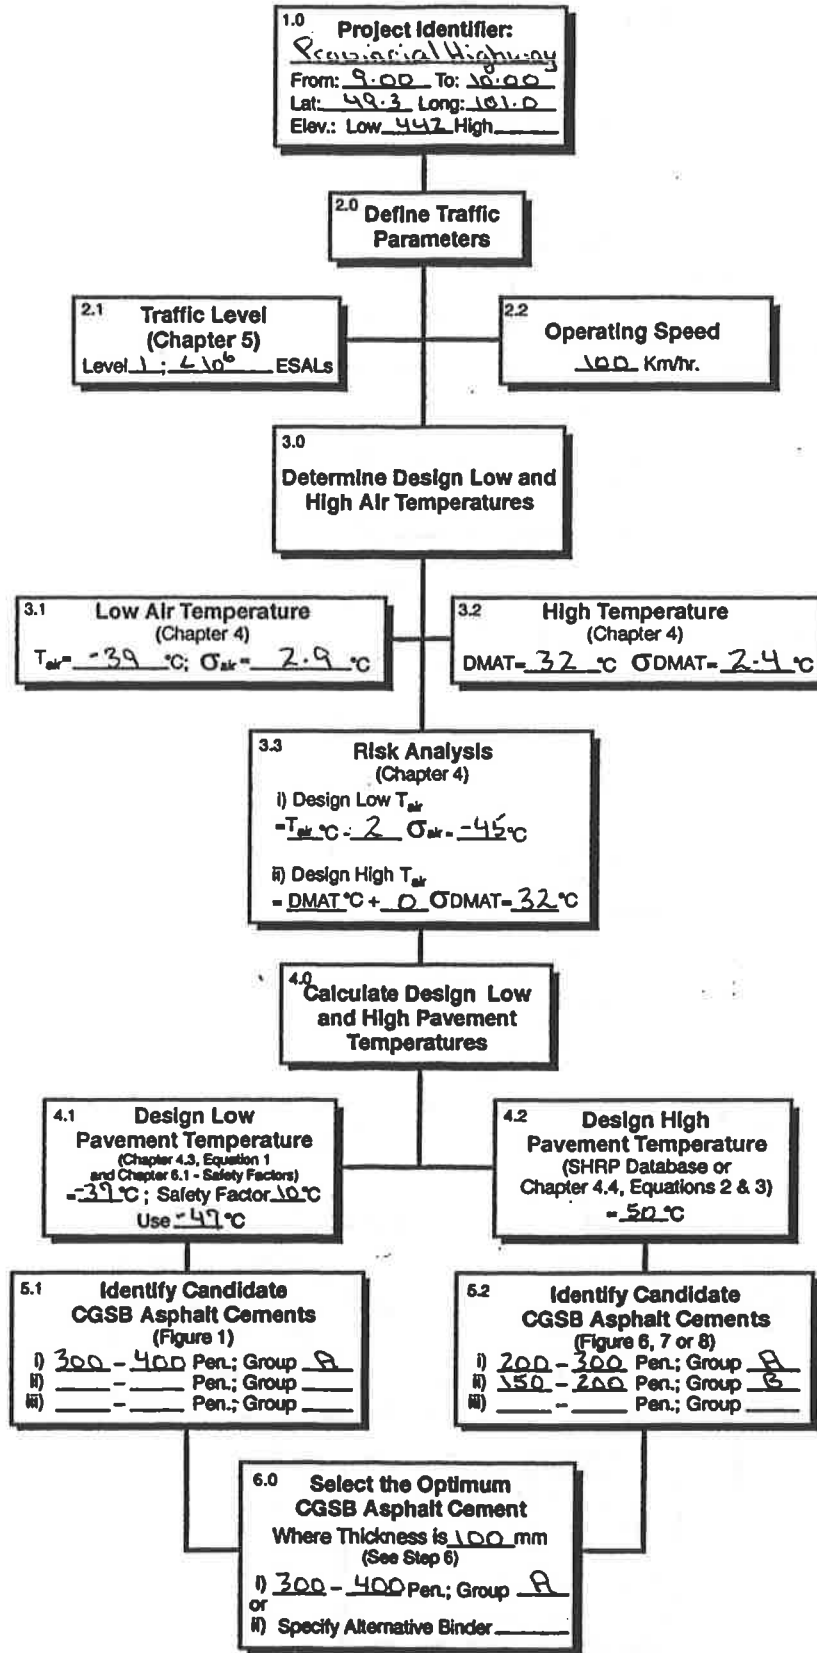 1.0 Project Identifier:
Provincial Highway
From: 9.00 To: 10.00
Lat: 49.3 Long: 101.0
Elev.: Low 442 High
2.0 Define Traffic
Parameters
2.1 Traffic Level
(Chapter 5)
Level 1 ; < 10⁶ ESALs
2.2 Operating Speed
100 Km/hr.
3.0
Determine Design Low and
High Air Temperatures
3.1 Low Air Temperature
(Chapter 4)
Tair= -39 °C; σair= 2.9 °C
3.2 High Temperature
(Chapter 4)
DMAT= 32 °C σDMAT= 2.4 °C
3.3 Risk Analysis
(Chapter 4)
i) Design Low Tair
=Tair °C - 2 σair = -45 °C
ii) Design High Tair
= DMAT °C + 0 σDMAT= 32 °C
4.0
Calculate Design Low
and High Pavement
Temperatures
4.1 Design Low
Pavement Temperature
(Chapter 4.3, Equation 1
and Chapter 6.1 - Safety Factors)
= -37 °C ; Safety Factor 10 °C
Use -47 °C
4.2 Design High
Pavement Temperature
(SHRP Database or
Chapter 4.4, Equations 2 & 3)
= 50 °C
5.1 Identify Candidate
CGSB Asphalt Cements
(Figure 1)
i) 300 - 400 Pen.; Group A
ii) - Pen.; Group
iii) - Pen.; Group
5.2 Identify Candidate
CGSB Asphalt Cements
(Figure 6, 7 or 8)
i) 200 - 300 Pen.; Group A
ii) 150 - 200 Pen.; Group B
iii) - Pen.; Group
6.0 Select the Optimum
CGSB Asphalt Cement
Where Thickness is 100 mm
(See Step 6)
i) 300 - 400 Pen.; Group A
or
ii) Specify Alternative Binder